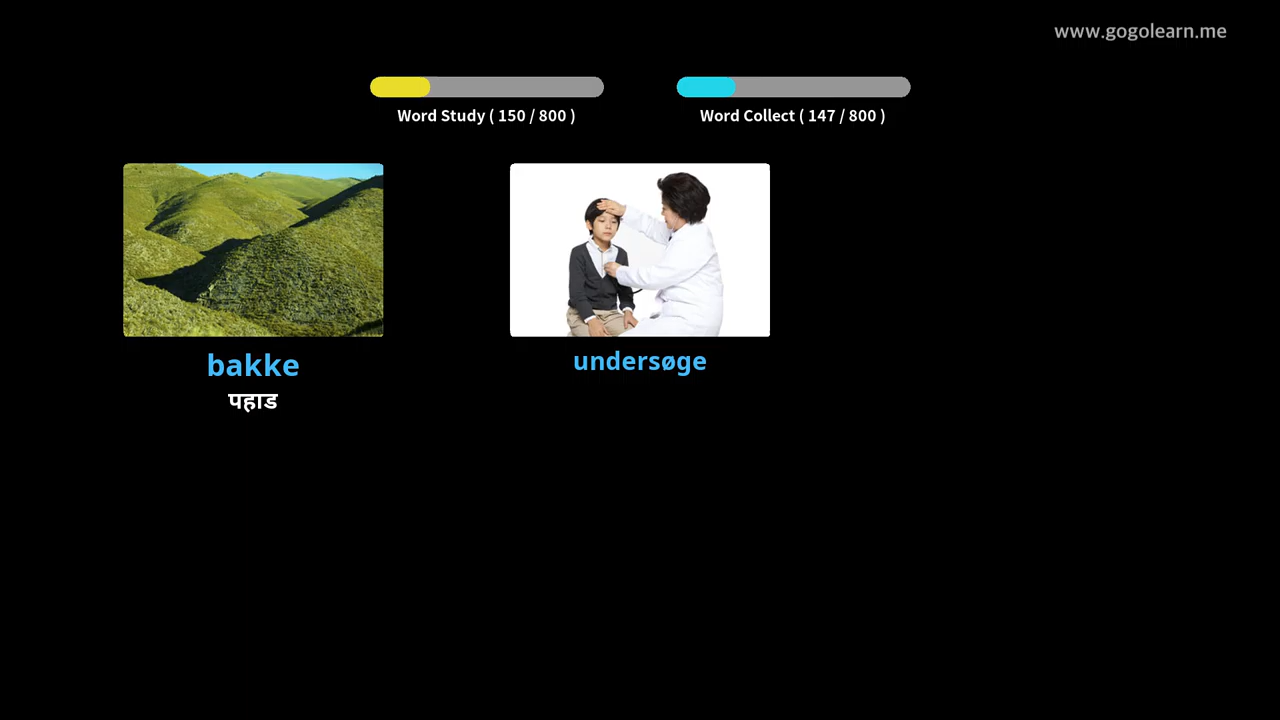 www.gogolearn.me
Word Study ( 150 / 800 )
Word Collect ( 147 / 800 )
bakke
undersøge
पहाड